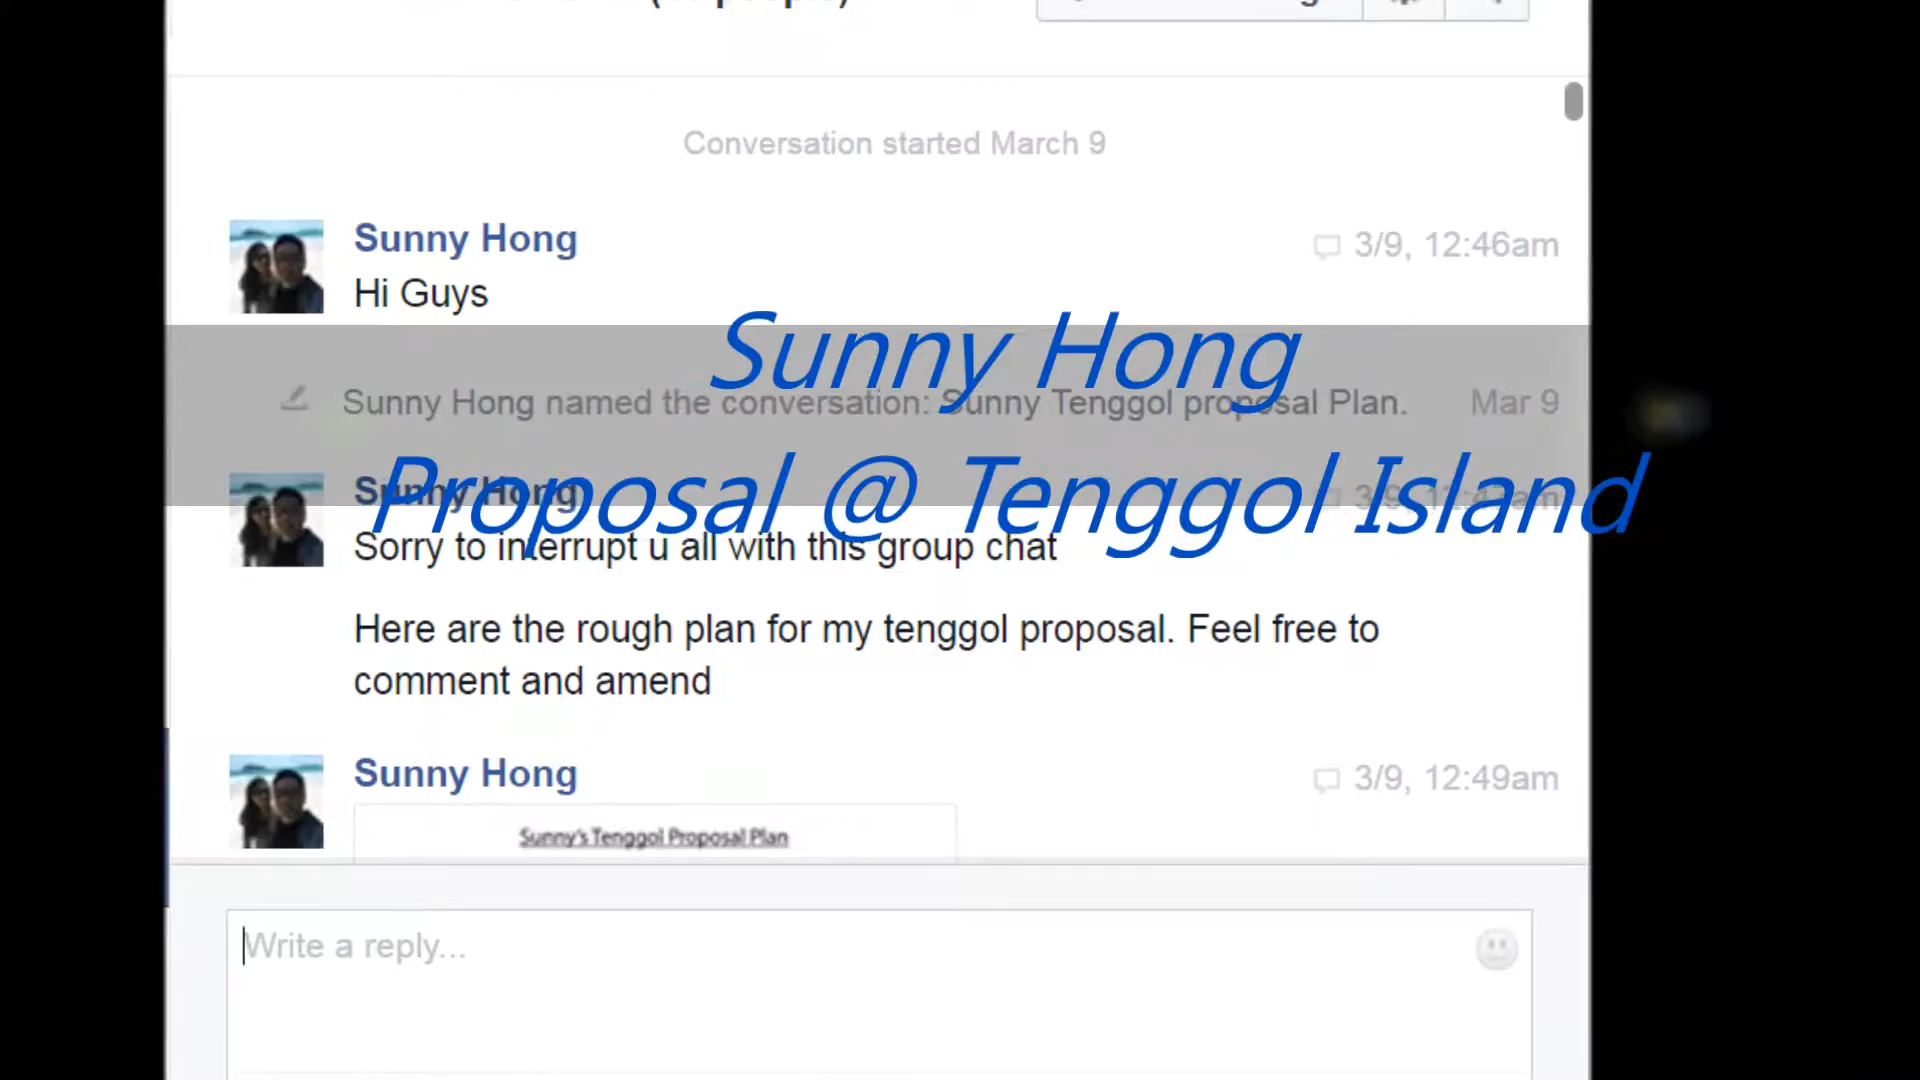 Conversation started March 9
Sunny Hong
3/9, 12:46am
Hi Guys
Sunny Hong
Sunny Hong named the conversation: Sunny Tenggol proposal Plan.
Mar 9
Proposal @ Tenggol Island
Sunny Hong
Sorry to interrupt u all with this group chat
Here are the rough plan for my tenggol proposal. Feel free to
comment and amend
Sunny Hong
3/9, 12:49am
Sunny's Tenggol Proposal Plan
Write a reply...